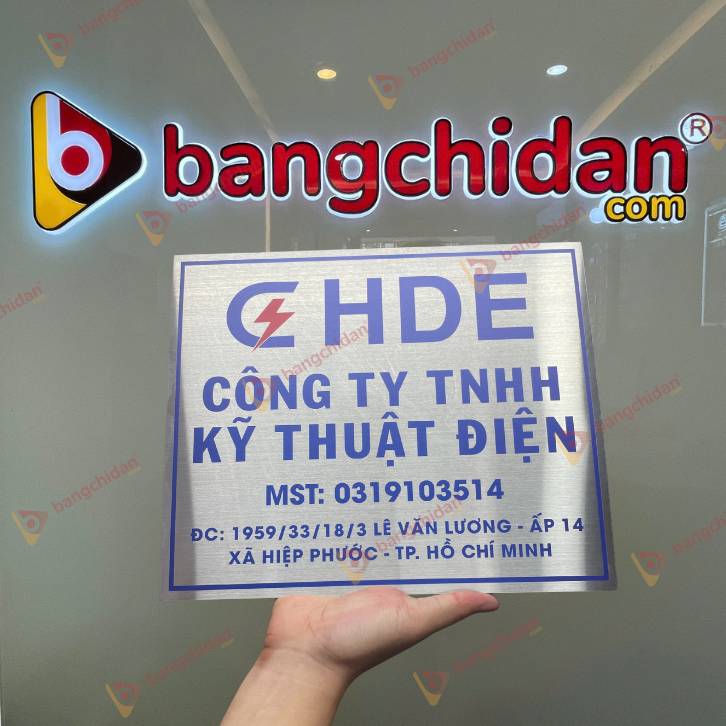 bangchidan®
com
HDE
CÔNG TY TNHH
KỸ THUẬT ĐIỆN
MST: 0319103514
ĐC: 1959/33/18/3 LÊ VĂN LƯƠNG - ẤP 14
XÃ HIỆP PHƯỚC - TP. HỒ CHÍ MINH